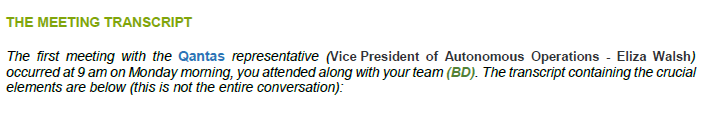 THE MEETING TRANSCRIPT
The first meeting with the Qantas representative (Vice President of Autonomous Operations - Eliza Walsh)
occurred at 9 am on Monday morning, you attended along with your team (BD). The transcript containing the crucial
elements are below (this is not the entire conversation):